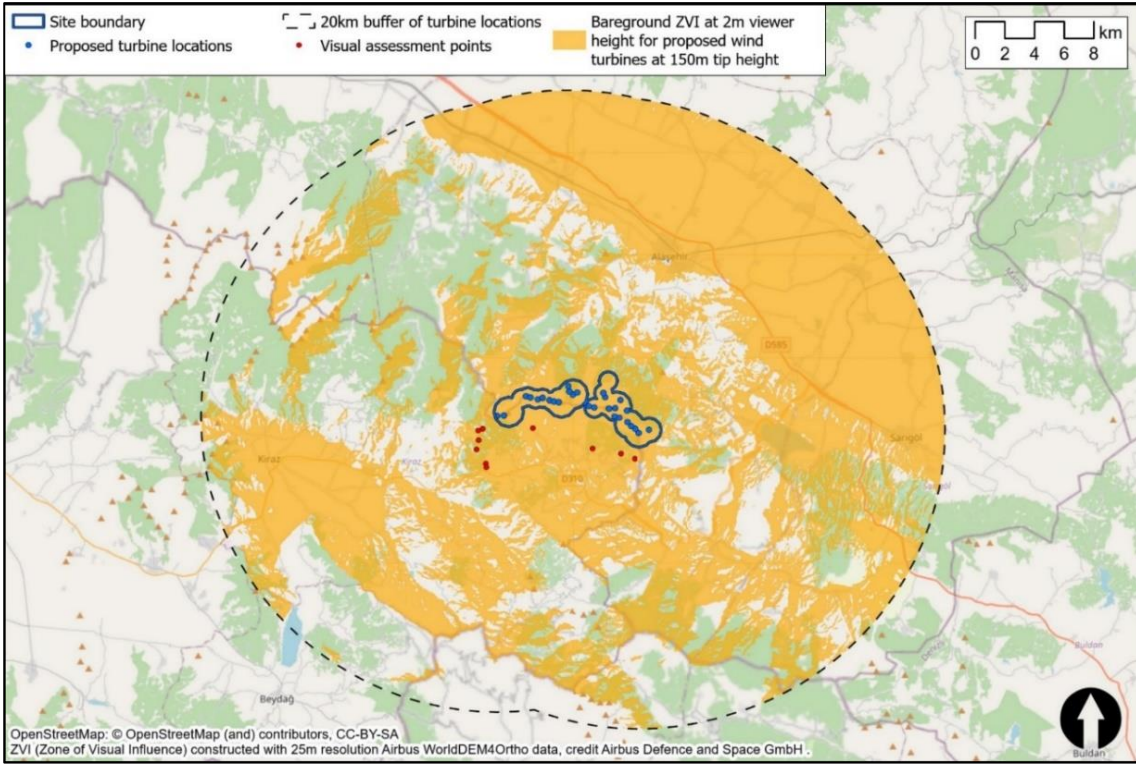 Site boundary
20km buffer of turbine locations
Proposed turbine locations
Visual assessment points
Bareground ZVI at 2m viewer
height for proposed wind
turbines at 150m tip height
km
0 2 4 6 8
Alaşehir
Manisa
D585
Sarıgöl
Kiraz
Kiraz
D310
Buldan
Beydağ
Buldan
OpenStreetMap: © OpenStreetMap (and) contributors, CC-BY-SA
ZVI (Zone of Visual Influence) constructed with 25m resolution Airbus WorldDEM4Ortho data, credit Airbus Defence and Space GmbH .